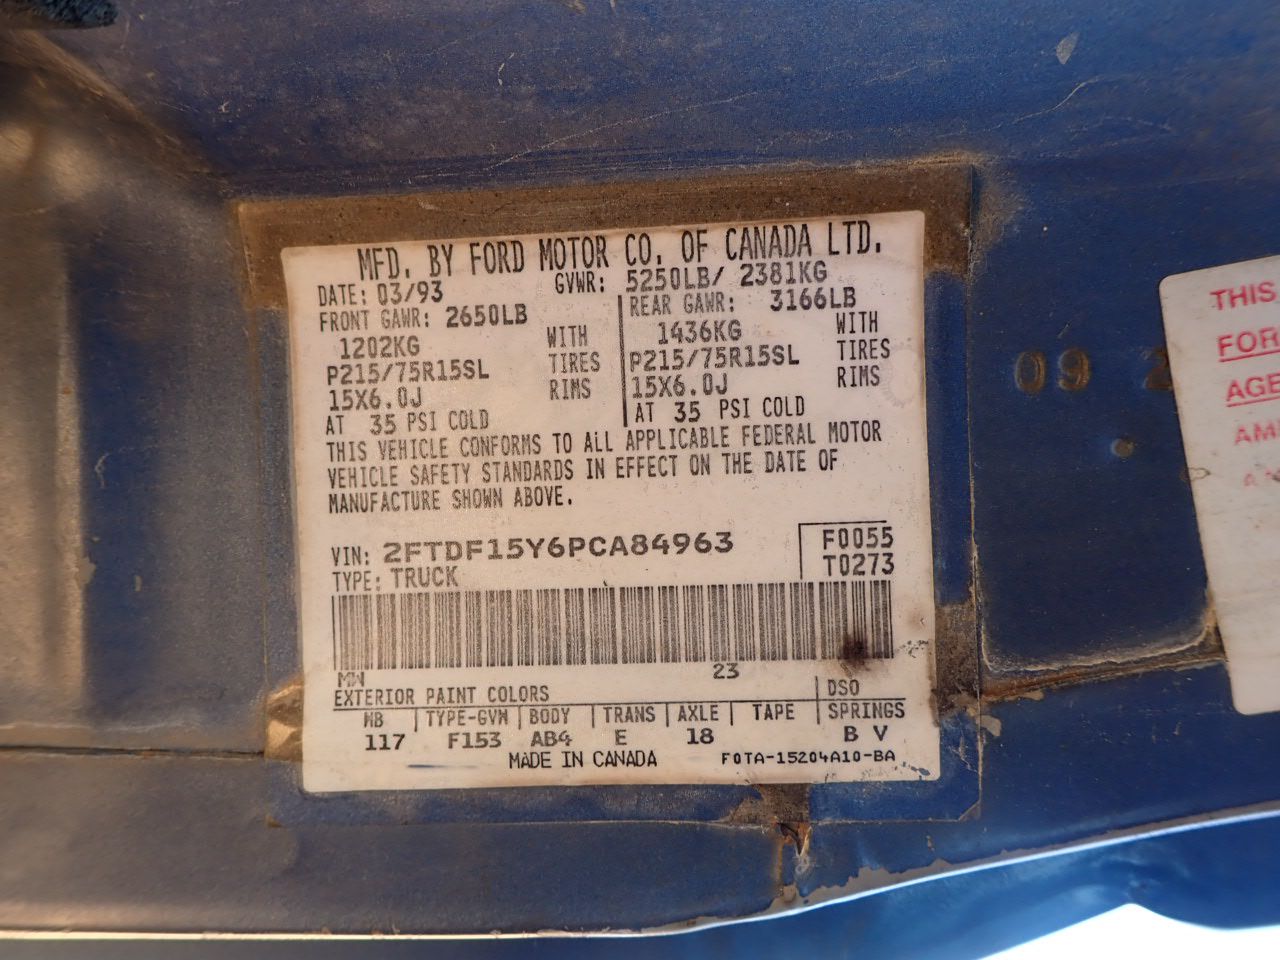 MFD. BY FORD MOTOR CO. OF CANADA LTD.
DATE: 03/93 GVWR: 5250LB/ 2381KG
FRONT GAWR: 2650LB REAR GAWR: 3166LB
1202KG WITH 1436KG WITH
P215/75R15SL TIRES P215/75R15SL TIRES
15X6.0J RIMS 15X6.0J RIMS
AT 35 PSI COLD AT 35 PSI COLD
THIS VEHICLE CONFORMS TO ALL APPLICABLE FEDERAL MOTOR
VEHICLE SAFETY STANDARDS IN EFFECT ON THE DATE OF
MANUFACTURE SHOWN ABOVE.
VIN: 2FTDF15Y6PCA84963 F0055
TYPE: TRUCK T0273
MW 23
EXTERIOR PAINT COLORS DSO
WB TYPE-GVW BODY TRANS AXLE TAPE SPRINGS
117 F153 AB4 E 18 B V
MADE IN CANADA F0TA-15204A10-BA
09 2
THIS
FOR
AGE
AM